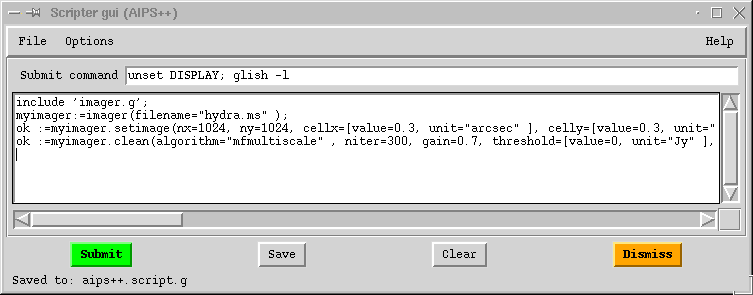 Scripter gui (AIPS++)
File Options Help
Submit command unset DISPLAY; glish -l
include 'imager.g';
myimager:=imager(filename="hydra.ms" );
ok :=myimager.setimage(nx=1024, ny=1024, cellx=[value=0.3, unit="arcsec" ], celly=[value=0.3, unit="
ok :=myimager.clean(algorithm="mfmultiscale" , niter=300, gain=0.7, threshold=[value=0, unit="Jy" ],
Submit Save Clear Dismiss
Saved to: aips++.script.g